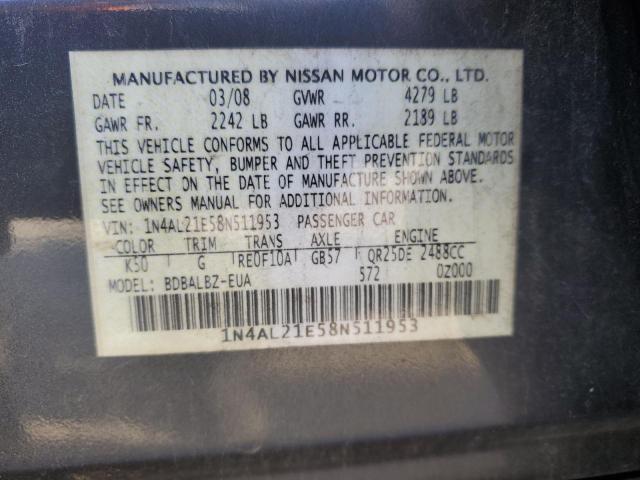 MANUFACTURED BY NISSAN MOTOR CO., LTD.
DATE 03/08 GVWR 4279 LB
GAWR FR. 2242 LB GAWR RR. 2189 LB
THIS VEHICLE CONFORMS TO ALL APPLICABLE FEDERAL MOTOR
VEHICLE SAFETY, BUMPER AND THEFT PREVENTION STANDARDS
IN EFFECT ON THE DATE OF MANUFACTURE SHOWN ABOVE.
SEE OWNERS MANUAL FOR ADDITIONAL INFORMATION.
VIN: 1N4AL21E58N511953 PASSENGER CAR
COLOR TRIM TRANS AXLE ENGINE
K50 G RE0F10A GB57 QR25DE 2488CC
MODEL: BDBALBZ-EUA 572 0Z000
1N4AL21E58N511953